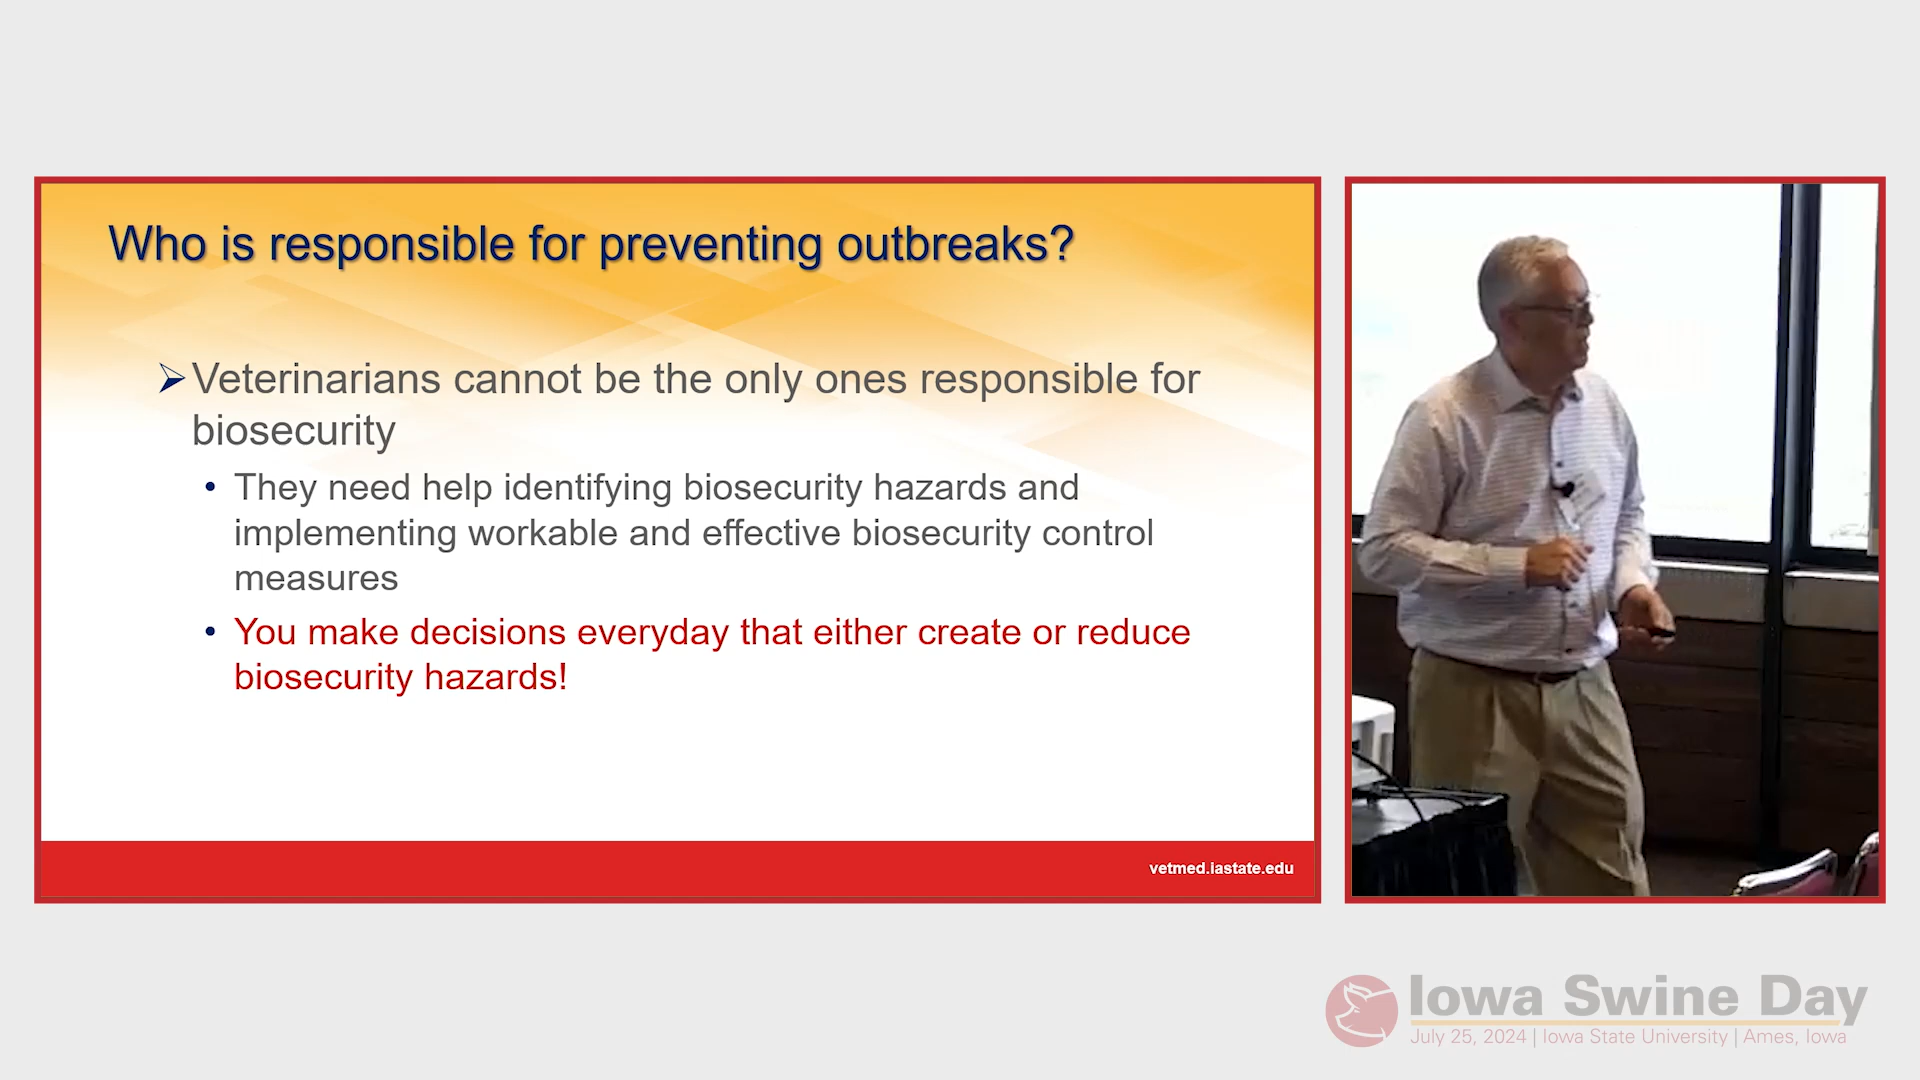 Who is responsible for preventing outbreaks?
Veterinarians cannot be the only ones responsible for
biosecurity
They need help identifying biosecurity hazards and
implementing workable and effective biosecurity control
measures
You make decisions everyday that either create or reduce
biosecurity hazards!
vetmed.iastate.edu
Iowa Swine Day
July 25, 2024 | Iowa State University | Ames, Iowa